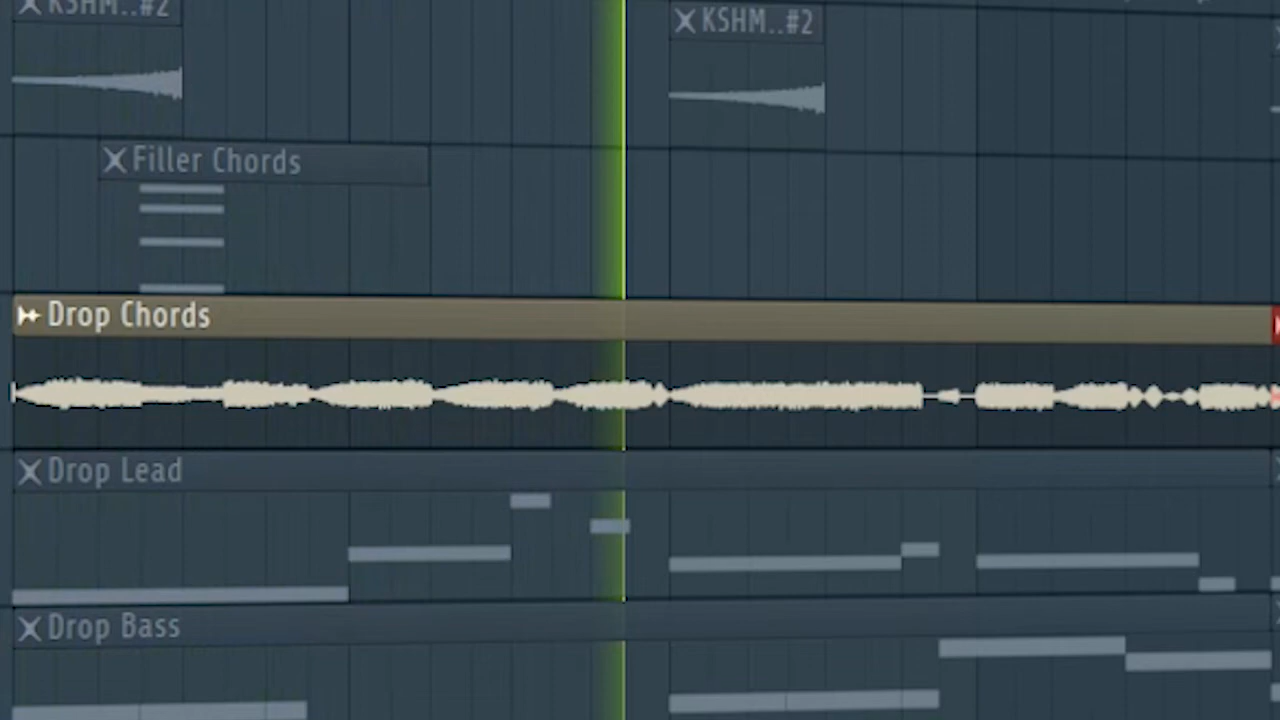 KSHM..#2
KSHM..#2
Filler Chords
Drop Chords
Drop Lead
Drop Bass